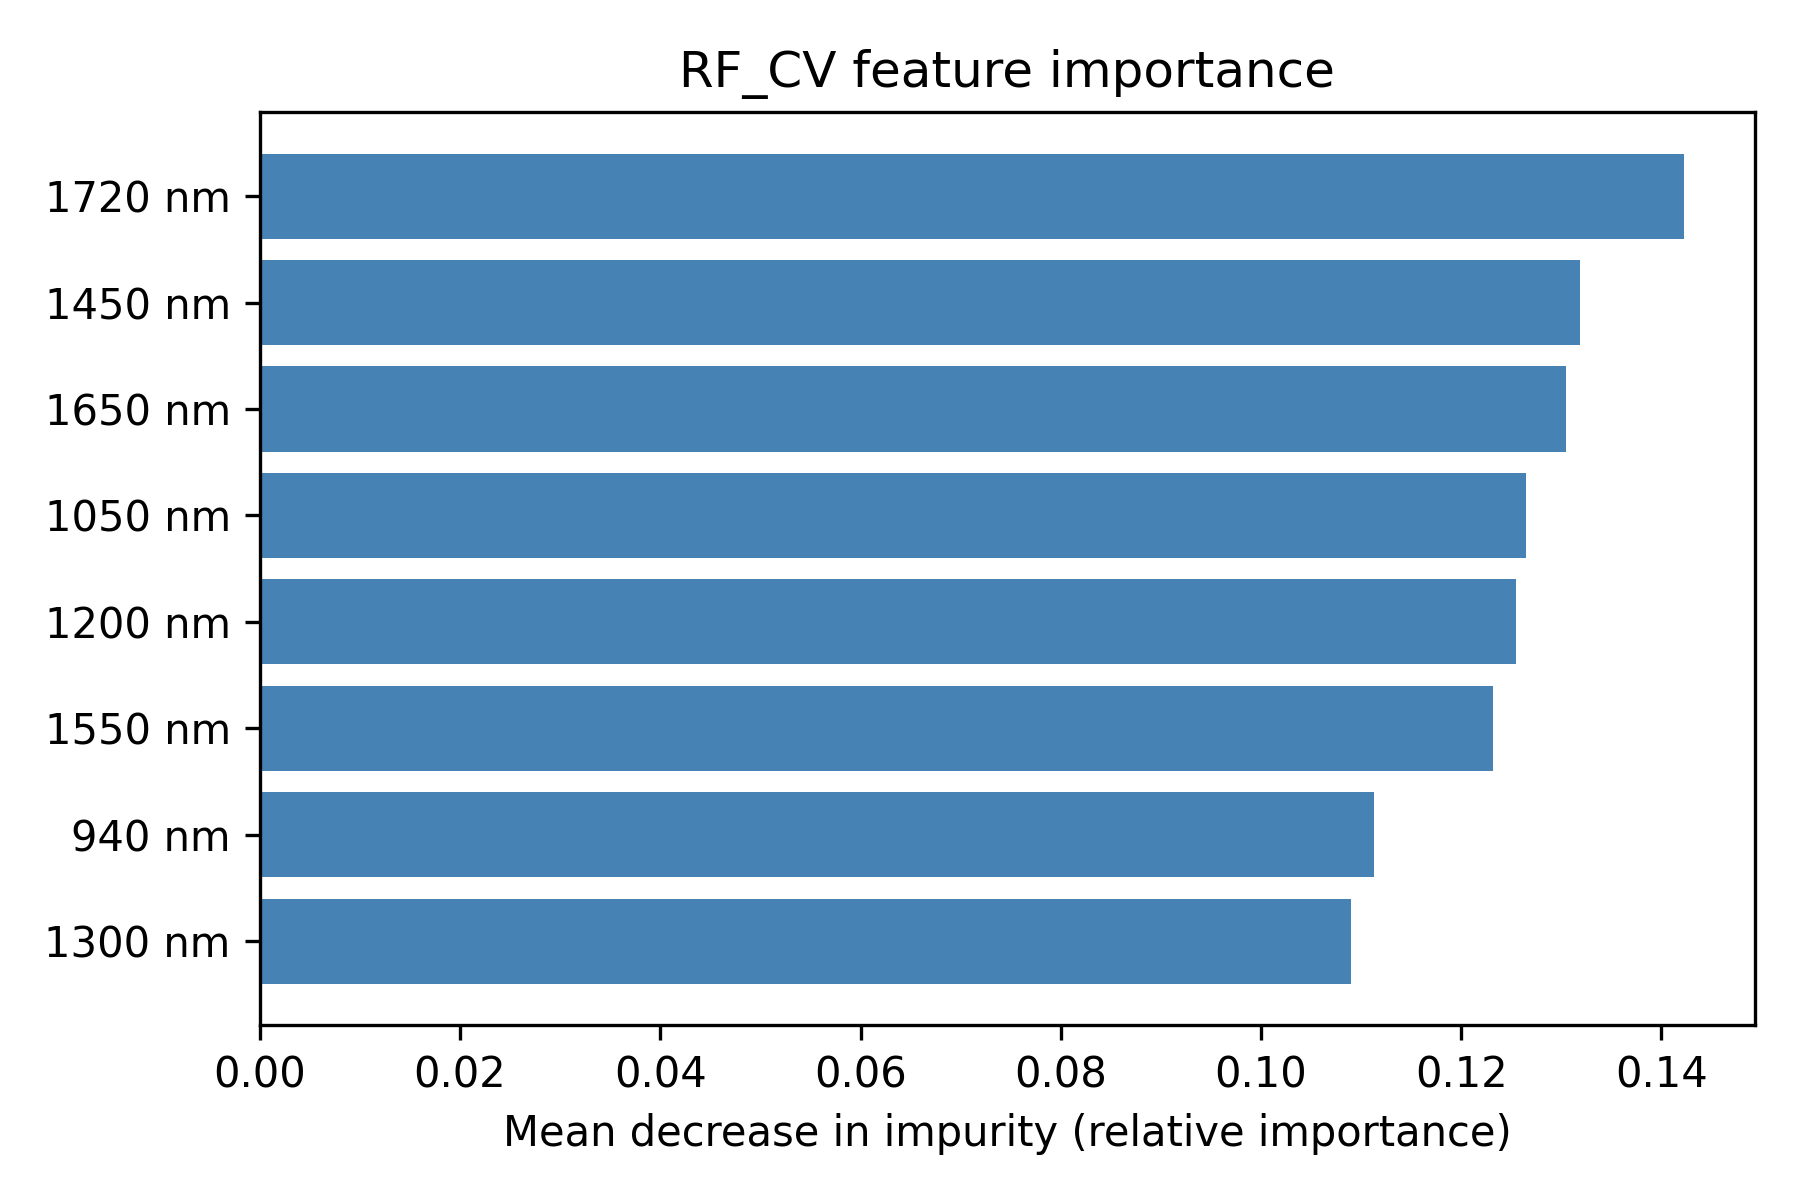 RF_CV feature importance
1720 nm
1450 nm
1650 nm
1050 nm
1200 nm
1550 nm
940 nm
1300 nm
0.00 0.02 0.04 0.06 0.08 0.10 0.12 0.14
Mean decrease in impurity (relative importance)